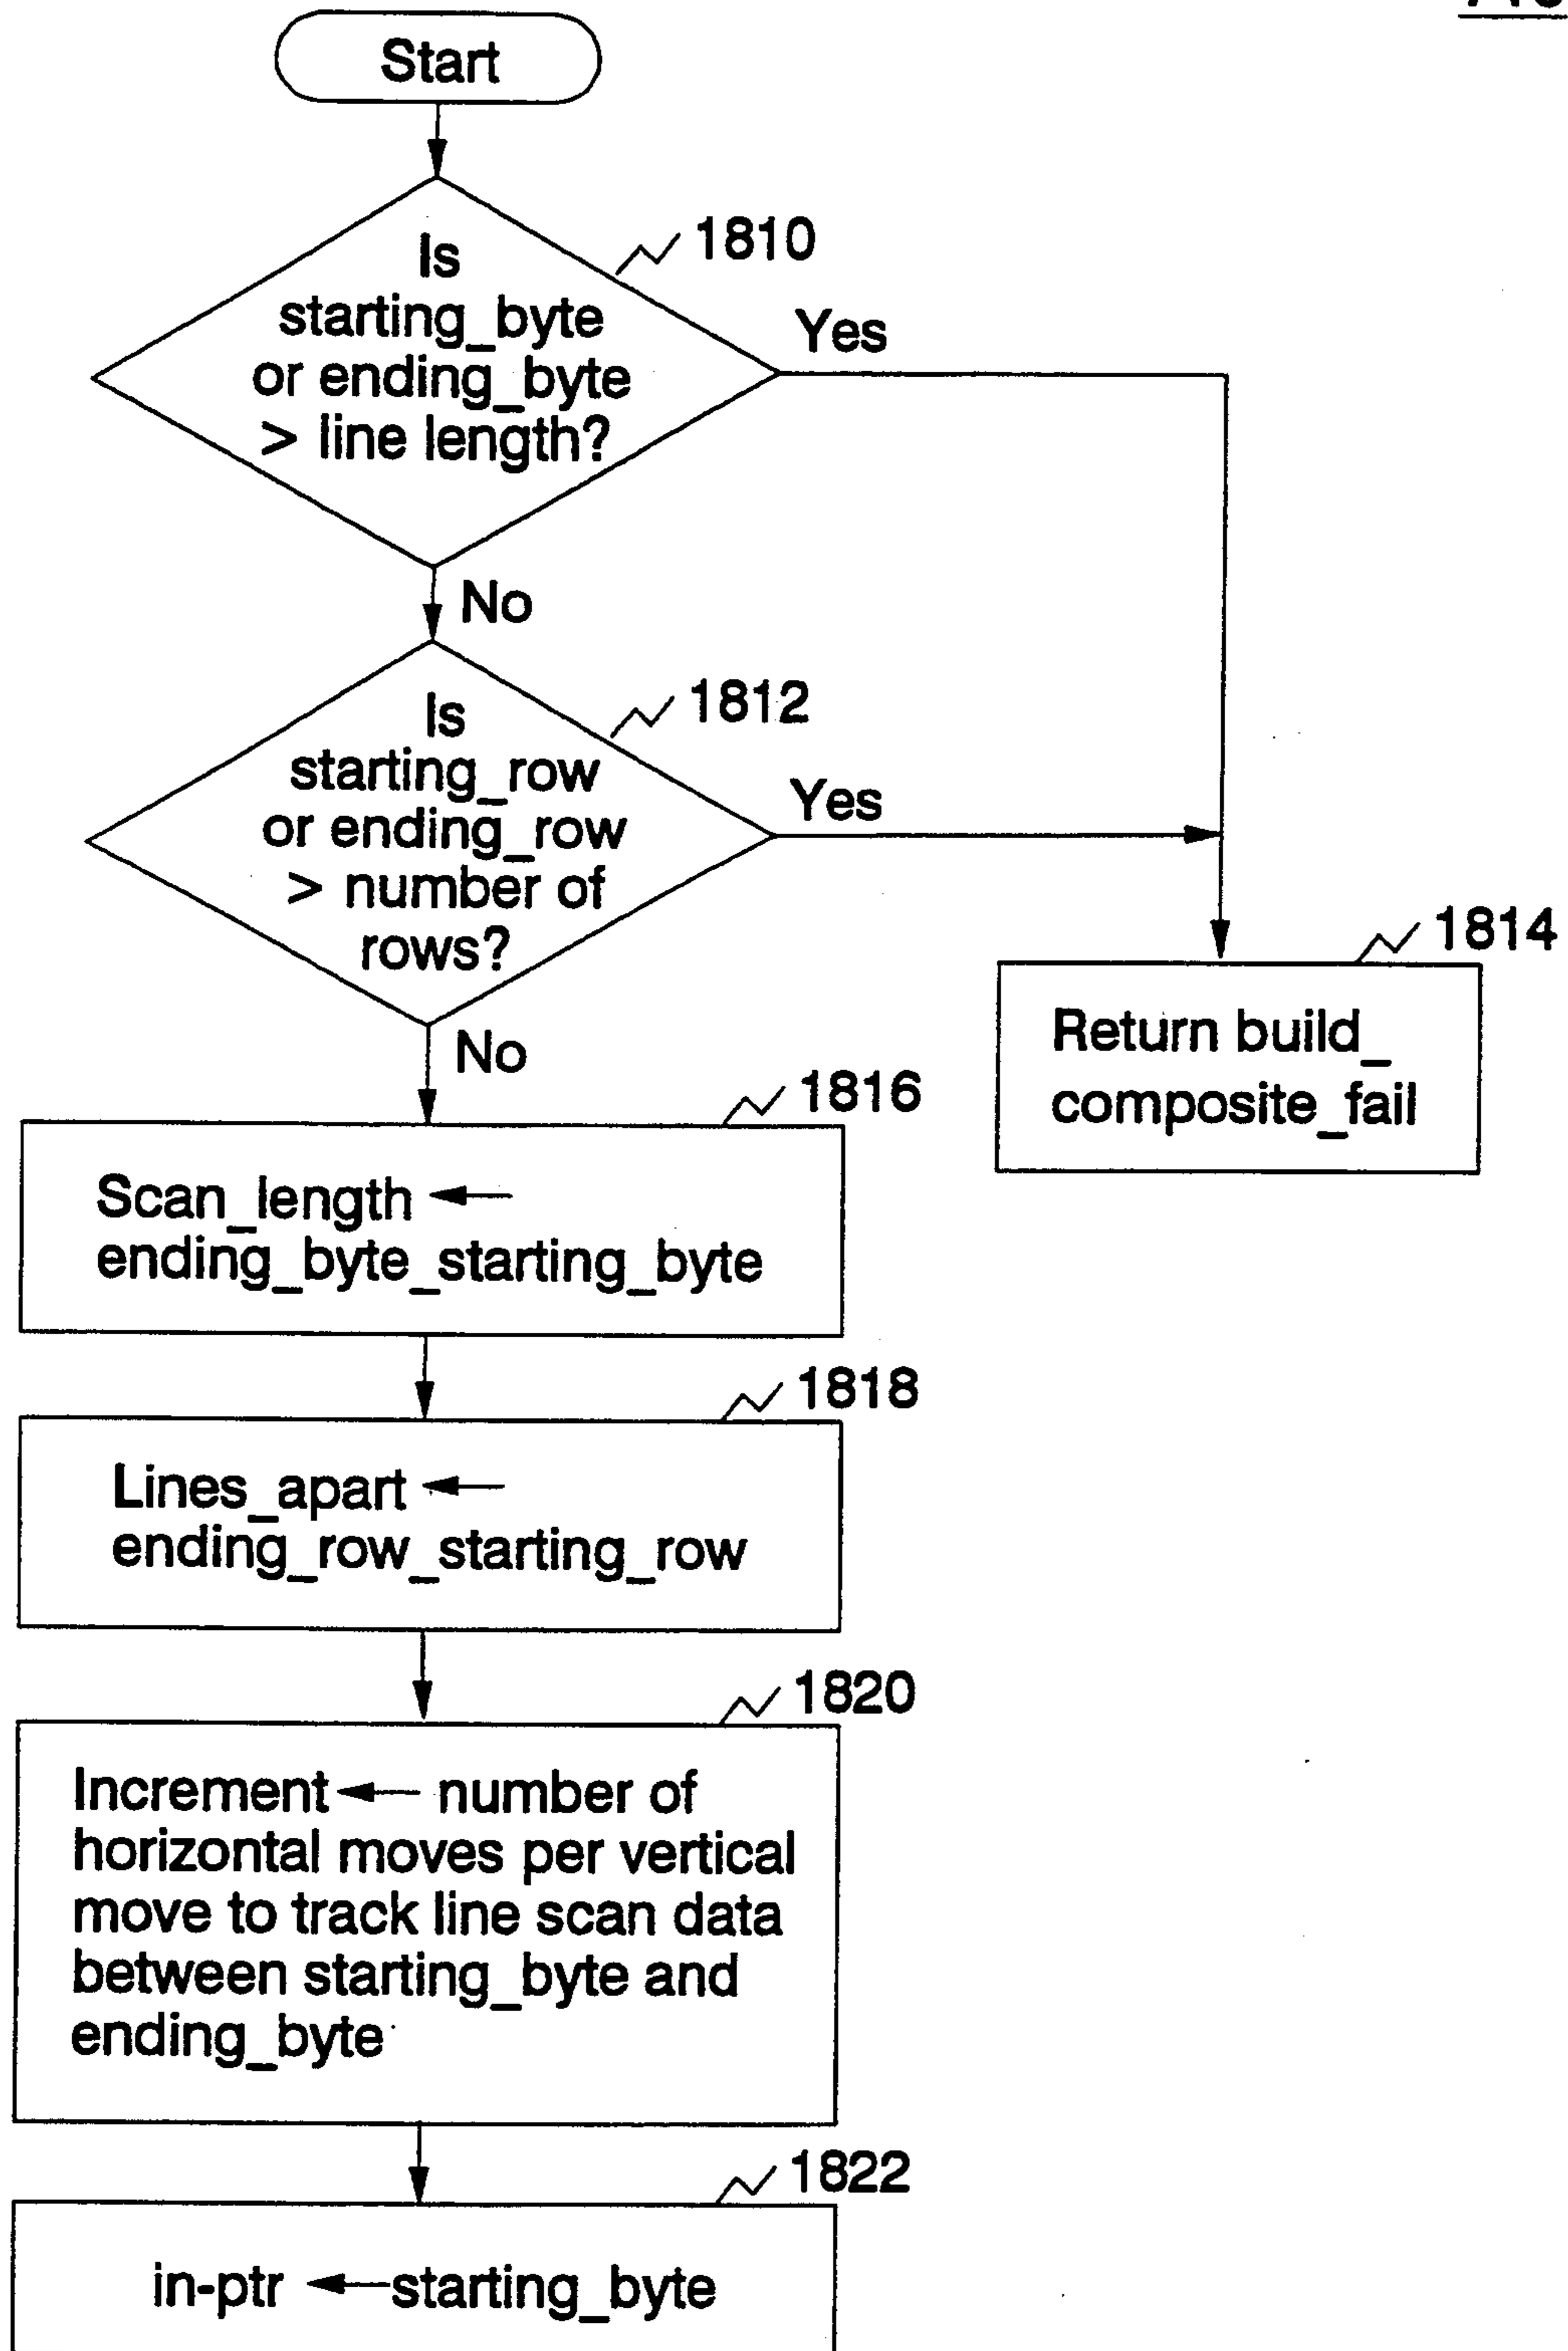 Start
1810
Is
starting_byte
or ending_byte
> line length?
Yes
No
1812
Is
starting_row
or ending_row
> number of
rows?
Yes
No
1814
Return build_
composite_fail
1816
Scan_length ←
ending_byte_starting_byte
1818
Lines_apart ←
ending_row_starting_row
1820
Increment ← number of
horizontal moves per vertical
move to track line scan data
between starting_byte and
ending_byte
1822
in-ptr ← starting_byte